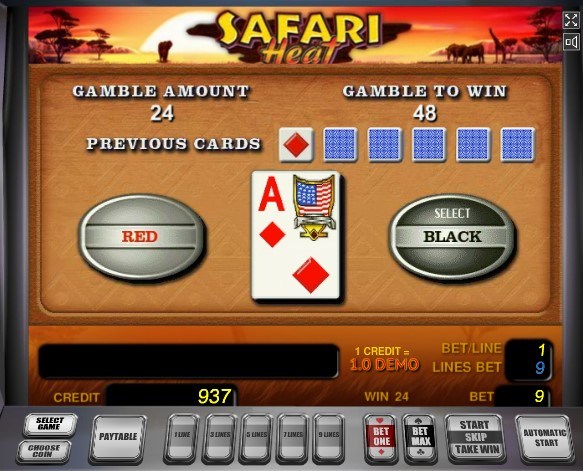 SAFARI
Heat
GAMBLE AMOUNT
24
GAMBLE TO WIN
48
PREVIOUS CARDS
A
RED
SELECT
BLACK
1 CREDIT =
1.0 DEMO
BET/LINE
1
LINES BET
9
CREDIT
937
WIN 24
BET
9
SELECT
GAME
CHOOSE
COIN
PAYTABLE
1 LINE
3 LINES
5 LINES
7 LINES
9 LINES
BET
ONE
BET
MAX
START
SKIP
TAKE WIN
AUTOMATIC
START